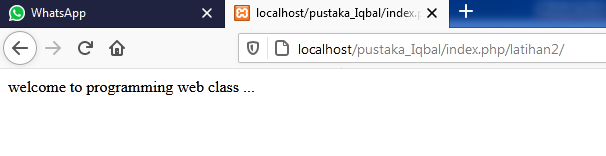 WhatsApp
localhost/pustaka_Iqbal/index.p
localhost/pustaka_Iqbal/index.php/latihan2/
welcome to programming web class ...